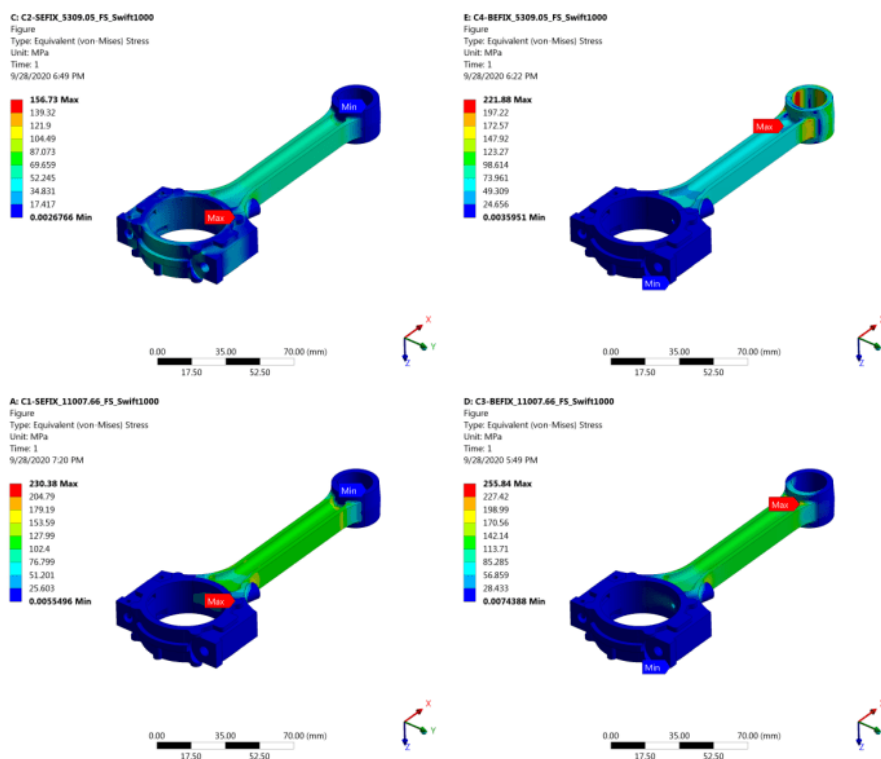 C: C2-SEFIX_5309.05_FS_Swift1000
Figure
Type: Equivalent (von-Mises) Stress
Unit: MPa
Time: 1
9/28/2020 6:49 PM
156.73 Max
139.32
121.9
104.49
87.073
69.659
52.245
34.831
17.417
0.0026766 Min
Min
Max
0.00 35.00 70.00 (mm)
17.50 52.50
X
Y
Z
E: C4-BEFIX_5309.05_FS_Swift1000
Figure
Type: Equivalent (von-Mises) Stress
Unit: MPa
Time: 1
9/28/2020 6:22 PM
221.88 Max
197.22
172.57
147.92
123.27
98.614
73.961
49.309
24.656
0.0035951 Min
Max
Min
0.00 35.00 70.00 (mm)
17.50 52.50
Z
A: C1-SEFIX_11007.66_FS_Swift1000
Figure
Type: Equivalent (von-Mises) Stress
Unit: MPa
Time: 1
9/28/2020 7:20 PM
230.38 Max
204.79
179.19
153.59
127.99
102.4
76.799
51.201
25.603
0.0055496 Min
Min
Max
0.00 35.00 70.00 (mm)
17.50 52.50
X
Y
Z
D: C3-BEFIX_11007.66_FS_Swift1000
Figure
Type: Equivalent (von-Mises) Stress
Unit: MPa
Time: 1
9/28/2020 5:49 PM
255.84 Max
227.42
198.99
170.56
142.14
113.71
85.285
56.859
28.433
0.0074388 Min
Max
Min
0.00 35.00 70.00 (mm)
17.50 52.50
Z